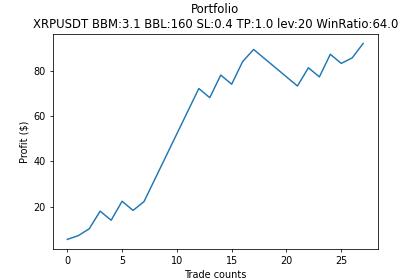 Portfolio
XRPUSDT BBM:3.1 BBL:160 SL:0.4 TP:1.0 lev:20 WinRatio:64.0
80
60
40
20
Profit ($)
0 5 10 15 20 25
Trade counts